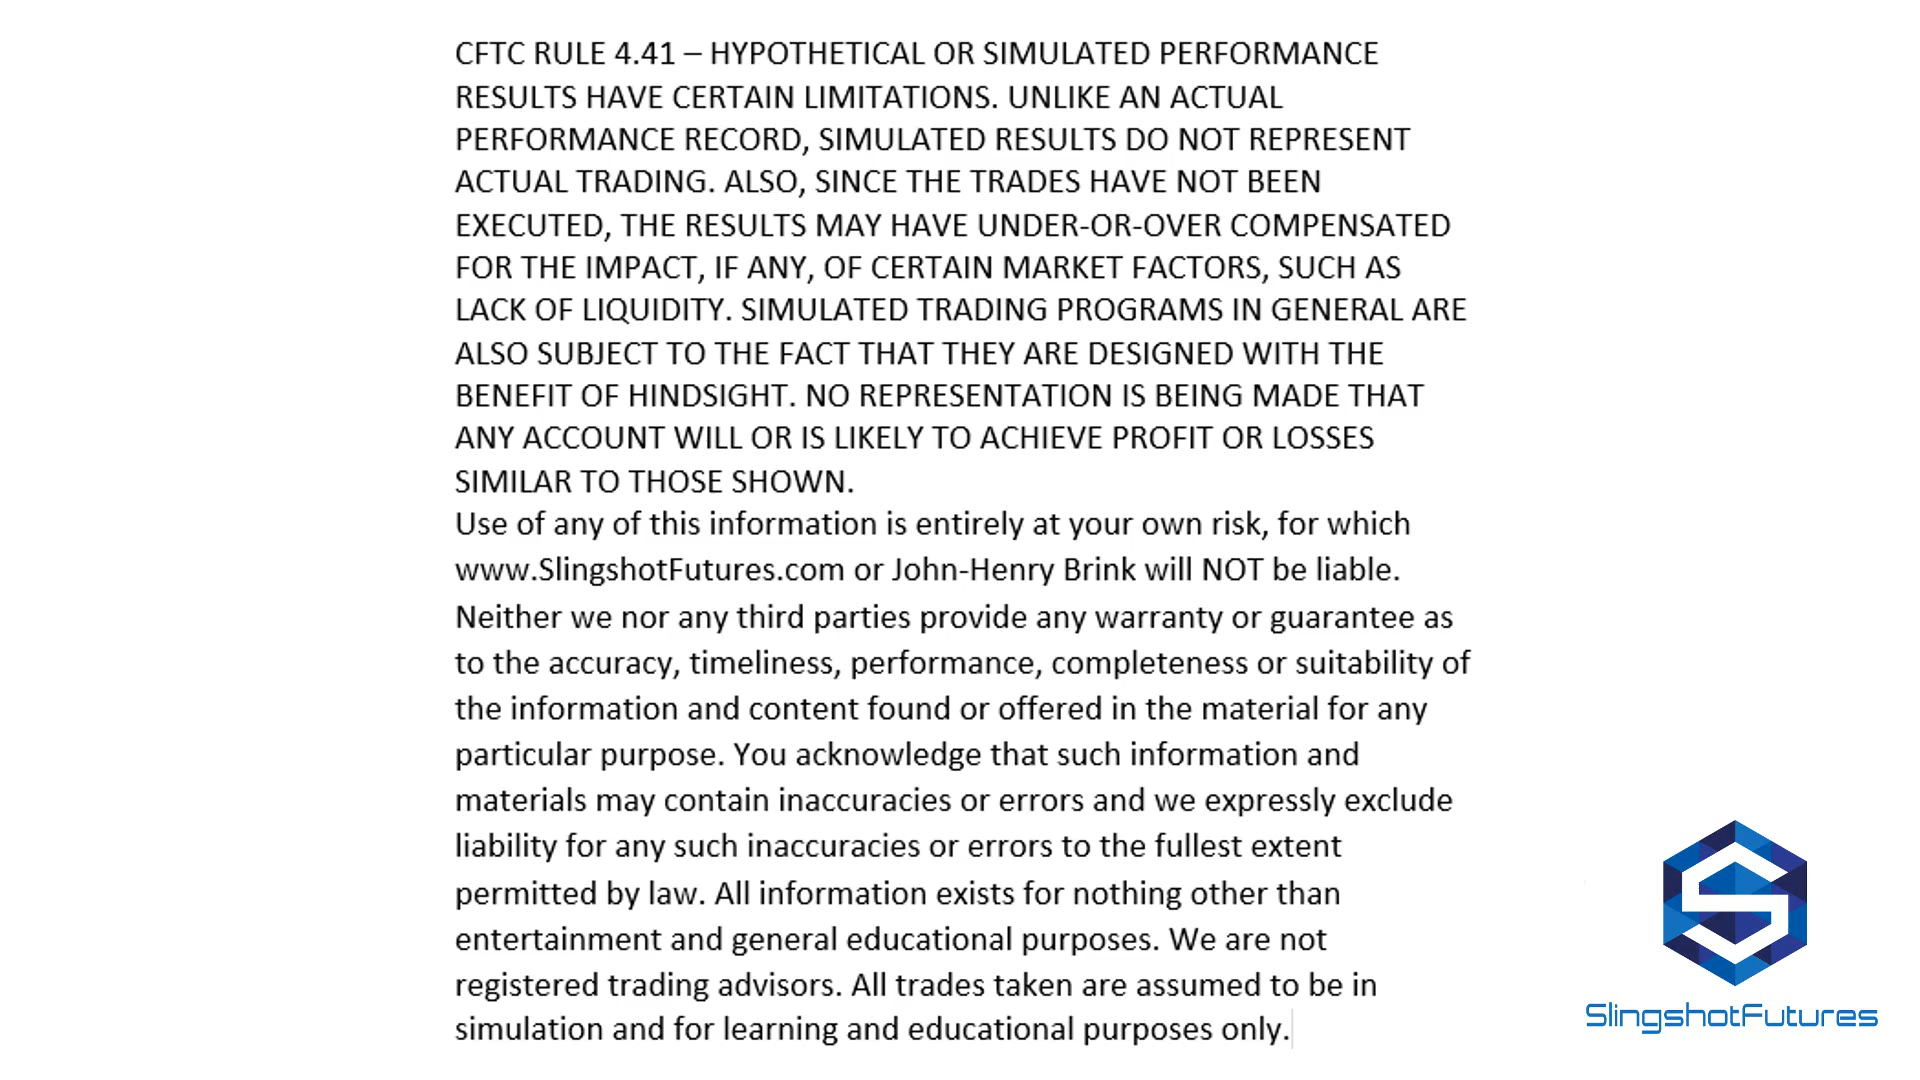 CFTC RULE 4.41 – HYPOTHETICAL OR SIMULATED PERFORMANCE
RESULTS HAVE CERTAIN LIMITATIONS. UNLIKE AN ACTUAL
PERFORMANCE RECORD, SIMULATED RESULTS DO NOT REPRESENT
ACTUAL TRADING. ALSO, SINCE THE TRADES HAVE NOT BEEN
EXECUTED, THE RESULTS MAY HAVE UNDER-OR-OVER COMPENSATED
FOR THE IMPACT, IF ANY, OF CERTAIN MARKET FACTORS, SUCH AS
LACK OF LIQUIDITY. SIMULATED TRADING PROGRAMS IN GENERAL ARE
ALSO SUBJECT TO THE FACT THAT THEY ARE DESIGNED WITH THE
BENEFIT OF HINDSIGHT. NO REPRESENTATION IS BEING MADE THAT
ANY ACCOUNT WILL OR IS LIKELY TO ACHIEVE PROFIT OR LOSSES
SIMILAR TO THOSE SHOWN.
Use of any of this information is entirely at your own risk, for which
www.SlingshotFutures.com or John-Henry Brink will NOT be liable.
Neither we nor any third parties provide any warranty or guarantee as
to the accuracy, timeliness, performance, completeness or suitability of
the information and content found or offered in the material for any
particular purpose. You acknowledge that such information and
materials may contain inaccuracies or errors and we expressly exclude
liability for any such inaccuracies or errors to the fullest extent
permitted by law. All information exists for nothing other than
entertainment and general educational purposes. We are not
registered trading advisors. All trades taken are assumed to be in
simulation and for learning and educational purposes only.
SlingshotFutures